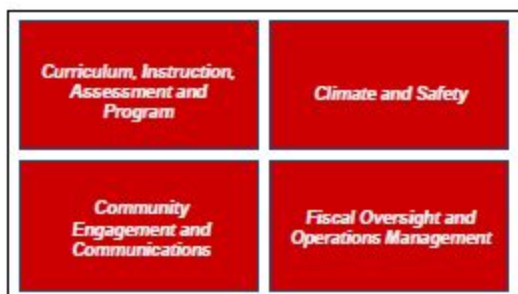 Curriculum, Instruction,
Assessment and
Program
Climate and Safety
Community
Engagement and
Communications
Fiscal Oversight and
Operations Management